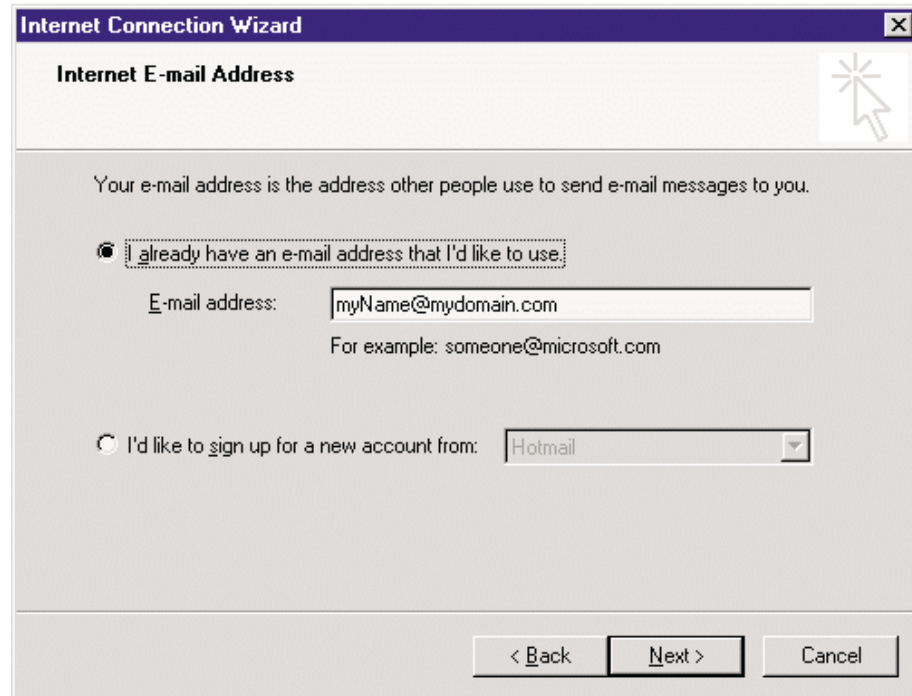 Internet Connection Wizard
Internet E-mail Address
Your e-mail address is the address other people use to send e-mail messages to you.
I already have an e-mail address that I'd like to use.
E-mail address: myName@mydomain.com
For example: someone@microsoft.com
I'd like to sign up for a new account from: Hotmail
< Back Next > Cancel